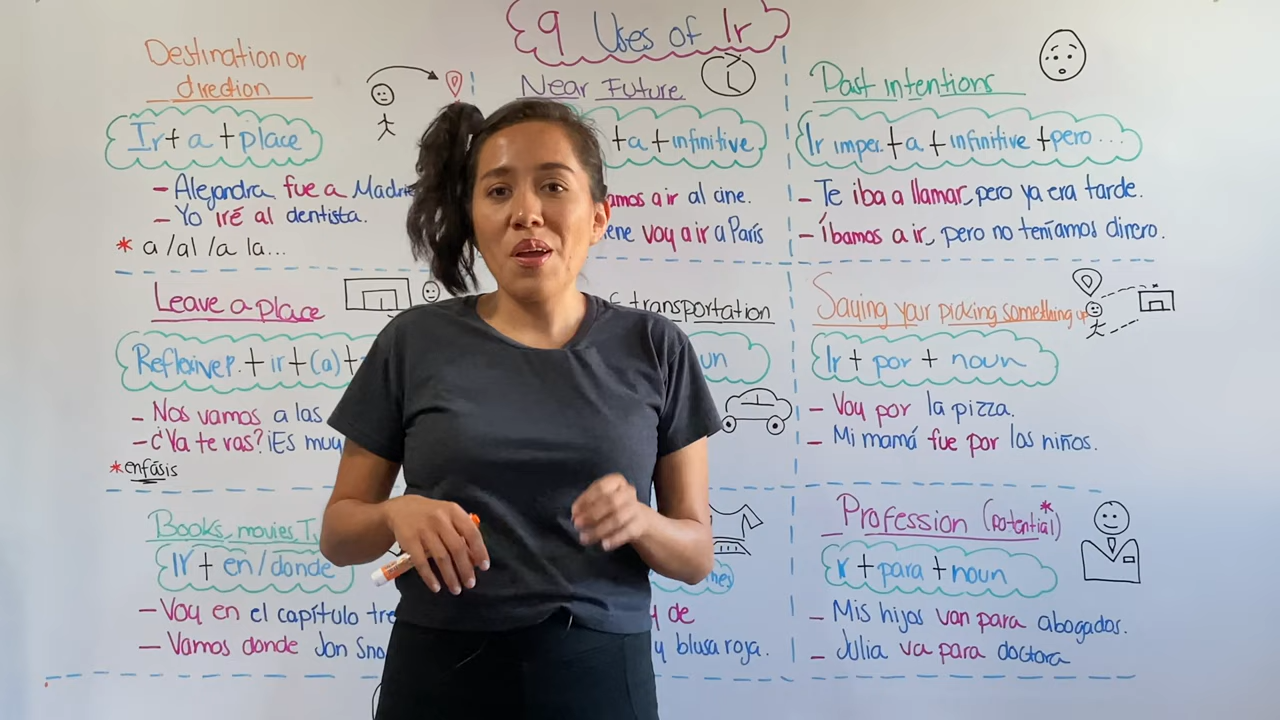 9 Uses of Ir
Destination or
direction
Ir + a + place
- Alejandra fue a Madrid
- Yo iré al dentista.
* a / al / a la...
Near Future
+ a + infinitive
amos a ir al cine.
ene voy a ir a París
Past intentions
Ir imper. + a + infinitive + pero...
- Te iba a llamar, pero ya era tarde.
- íbamos a ir, pero no teníamos dinero.
Leave a place
Reflexive P. + ir + (a) +
- Nos vamos a las
- ¿Ya te vas? ¡Es muy
* enfásis
f transportation
un
Saying your picking something up
Ir + por + noun
- Voy por la pizza.
- Mi mamá fue por los niños.
Books, movies, T
Ir + en / donde
- Voy en el capítulo tre
- Vamos donde Jon Sno
mes
y de
y blusa roja.
Profession (potential) *
Ir + para + noun
- Mis hijos van para abogados.
- Julia va para doctora